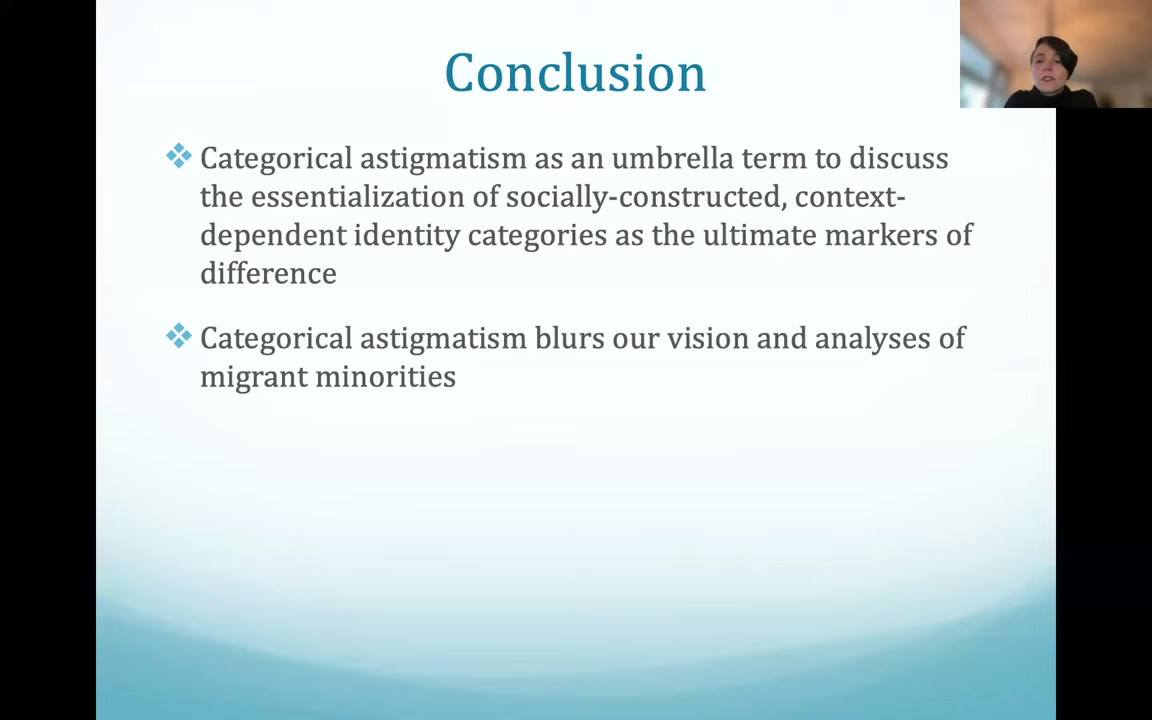 Conclusion
Categorical astigmatism as an umbrella term to discuss
the essentialization of socially-constructed, context-
dependent identity categories as the ultimate markers of
difference
Categorical astigmatism blurs our vision and analyses of
migrant minorities